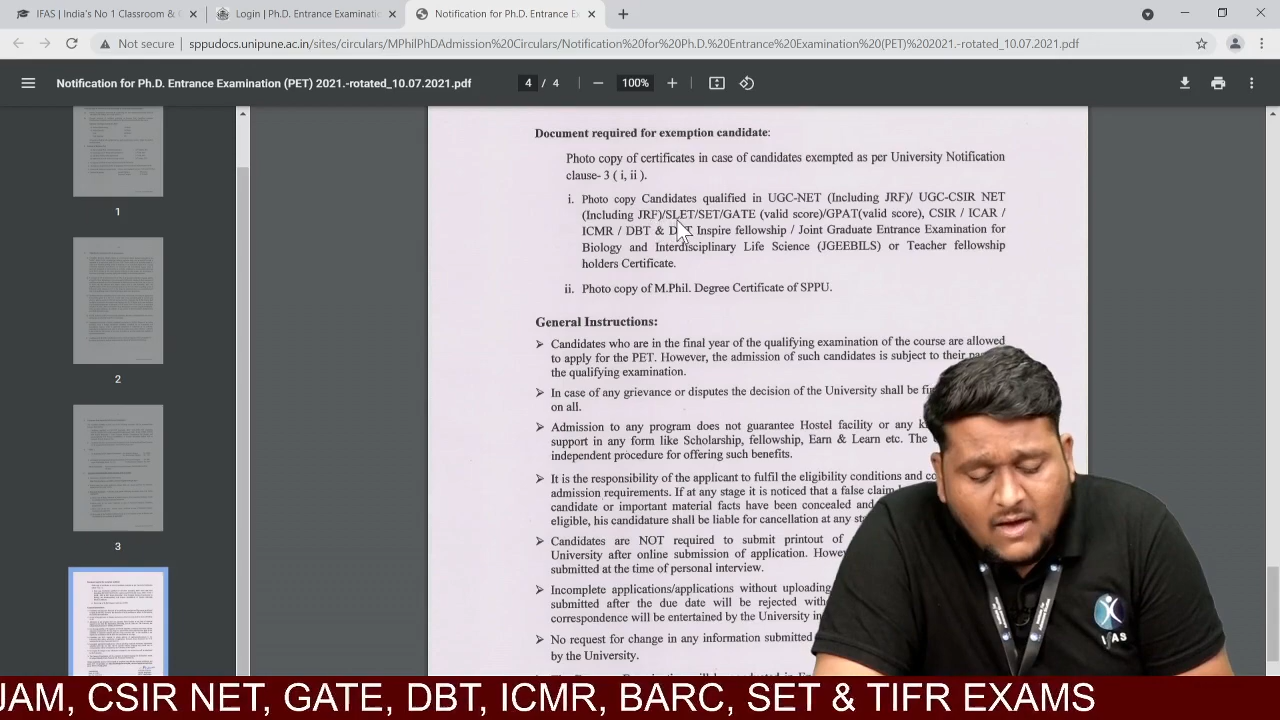 IFAS | India's No 1 Classroom &
Login | Ph.D. Entrance Examinatio
Notification for Ph.D. Entrance Ex
Not secure
sppudocs.unipune.ac.in/sites/circulars/MPhilPhDAdmission%20Circulars/Notification%20for%20Ph.D.%20Entrance%20Examination%20(PET)%202021.-rotated_10.07.2021.pdf
Notification for Ph.D. Entrance Examination (PET) 2021.-rotated_10.07.2021.pdf
4 / 4
100%
1
2
3
Document required for exemption candidate:
Photo copy of certificates in case of candidates exempted as per University Notification
clause- 3 ( i, ii ).
i. Photo copy Candidates qualified in UGC-NET (Including JRF)/ UGC-CSIR NET
(Including JRF)/SLET/SET/GATE (valid score)/GPAT(valid score), CSIR / ICAR /
ICMR / DBT & Inspire fellowship / Joint Graduate Entrance Examination for
Biology and Interdisciplinary Life Science (JGEEBILS) or Teacher fellowship
holders Certificate.
ii. Photo copy of M.Phil. Degree Certificate of SPPU.
General Instructions:
Candidates who are in the final year of the qualifying examination of the course are allowed
to apply for the PET. However, the admission of such candidates is subject to their
the qualifying examination.
In case of any grievance or disputes the decision of the University shall be
on all.
Admission to any program does not guarantee Hostel facility or any
support in any form like Scholarship, fellowship, Earn & Learn etc. The
independent procedure for offering such benefits.
It is the responsibility of the applicant to fulfil the eligibility conditions and
admission requirements. If at any stage it is noticed that a false claim
candidate or important material facts have been concealed and
eligible, his candidature shall be liable for cancellation at any
Candidates are NOT required to submit printout of
University after online submission of application.
submitted at the time of personal interview.
Incomplete applications/applications without uploading
submitted after the due date will be rejected
correspondence will be entertained by the University
No request for change in any information submitted
by the University.
IFAS
JAM, CSIR NET, GATE, DBT, ICMR, BARC, SET & TIFR EXAMS